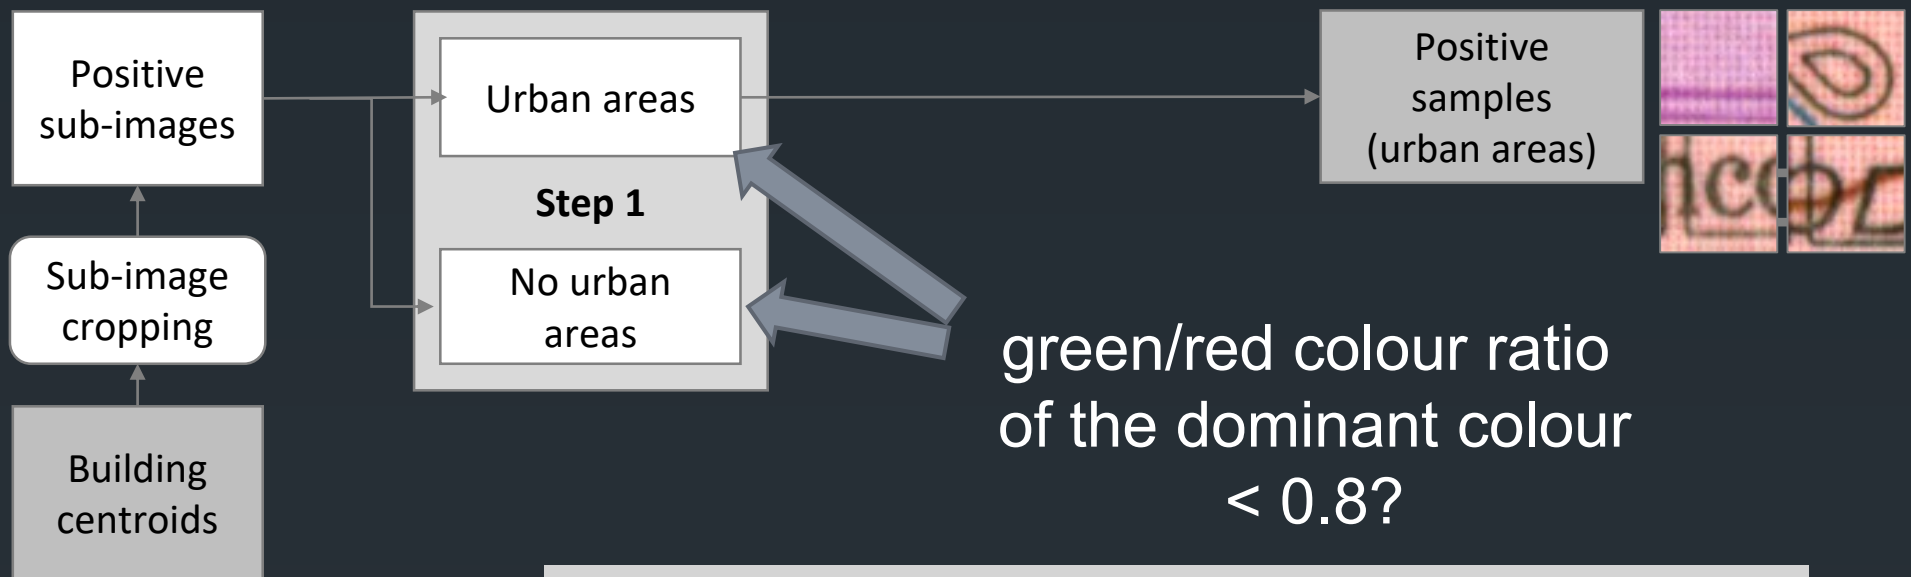 Positive
sub-images
Sub-image
cropping
Building
centroids
Urban areas
Step 1
No urban
areas
green/red colour ratio
of the dominant colour
< 0.8?
Positive
samples
(urban areas)
nco